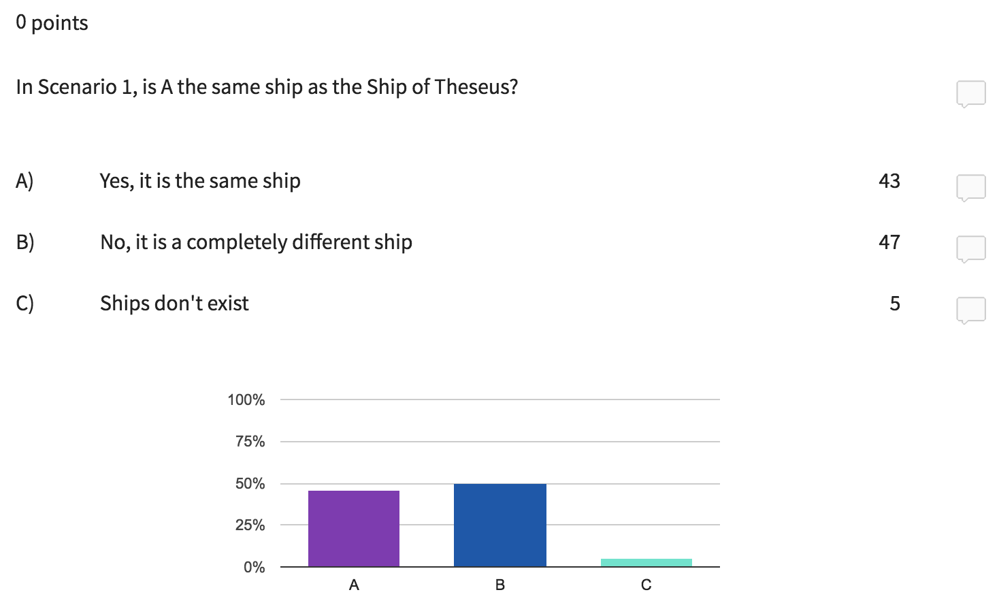 0 points
In Scenario 1, is A the same ship as the Ship of Theseus?
A) Yes, it is the same ship 43
B) No, it is a completely different ship 47
C) Ships don't exist 5
100%
75%
50%
25%
0%
A B C